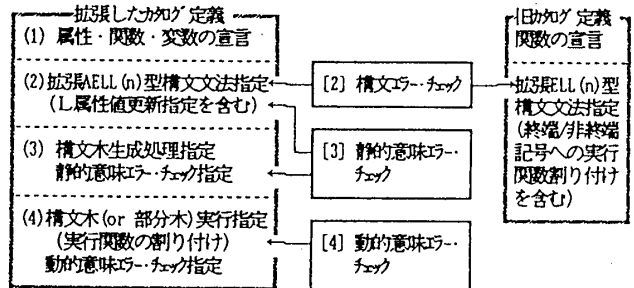 拡張したカタログ定義
(1) 属性・関数・変数の宣言
(2)拡張AELL(n)型構文文法指定
(L属性値更新指定を含む)
(3) 構文木生成処理指定
静的意味エラー・チェック指定
(4)構文木(or 部分木)実行指定
(実行関数の割り付け)
動的意味エラー・チェック指定
[2] 構文エラー・チェック
[3] 静的意味エラー・
チェック
[4] 動的意味エラー・
チェック
旧カタログ定義
関数の宣言
拡張ELL(n)型
構文文法指定
(終端/非終端
記号への実行
関数割り付け
を含む)